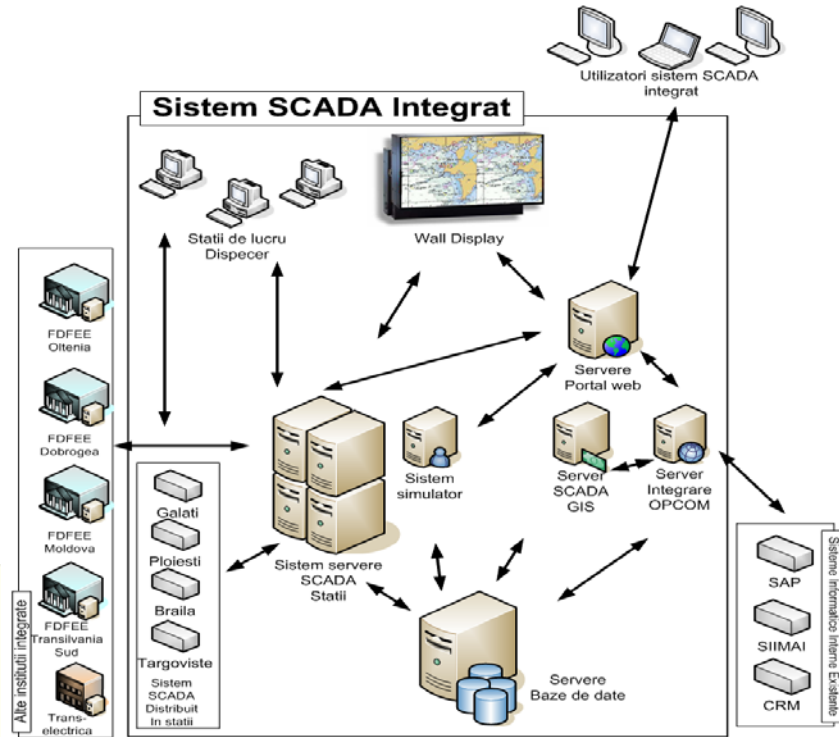 Utilizatori sistem SCADA
integrat
Sistem SCADA Integrat
Statii de lucru
Dispecer
Wall Display
Servere
Portal web
FDFEE
Oltenia
FDFEE
Dobrogea
FDFEE
Moldova
FDFEE
Transilvania
Sud
Trans-
electrica
Alte institutii integrate
Galati
Ploiesti
Braila
Targoviste
Sistem
SCADA
Distribuit
In statii
Sistem servere
SCADA
Statii
Sistem
simulator
Server
SCADA
GIS
Server
Integrare
OPCOM
Servere
Baze de date
SAP
SIIMAI
CRM
Sisteme Informatice Interne Existente